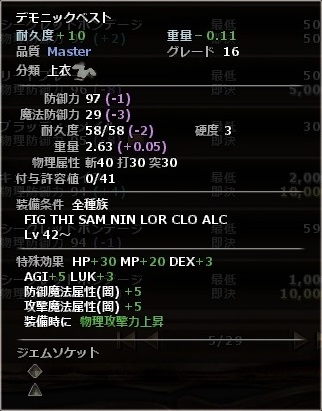 デモニックベスト
耐久度+10 重量-0.11
品質 Master グレード 16
分類 上衣
防御力 97 (-1)
魔法防御力 29 (-3)
耐久度 58/58 (-2) 硬度 3
重量 2.63 (+0.05)
物理属性 斬40 打30 突30
付与許容値 0/41
装備条件 全種族
FIG THI SAM NIN LOR CLO ALC
Lv 42~
特殊効果 HP+30 MP+20 DEX+3
AGI+5 LUK+3
防御魔法属性(闇) +5
攻撃魔法属性(闇) +5
装備時に 物理攻撃力上昇
5/29
ジェムソケット